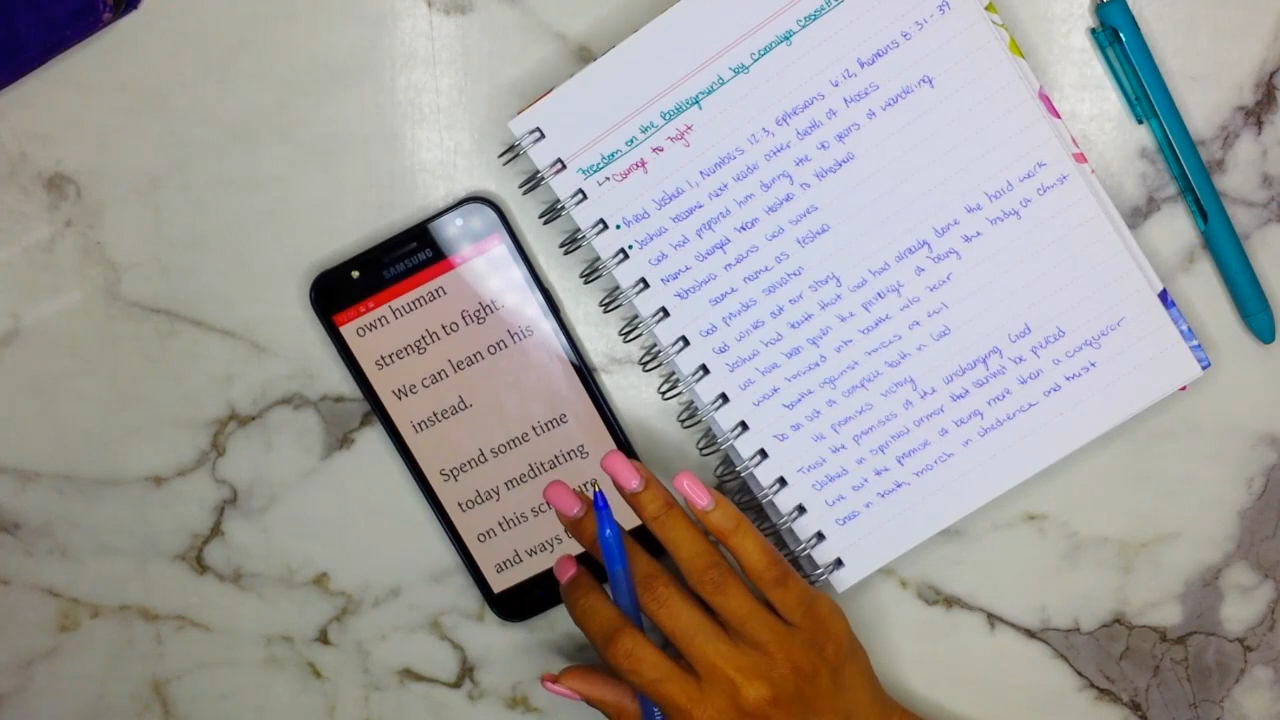 SAMSUNG
own human
strength to fight.
We can lean on his
instead.
Spend some time
today meditating
on this
and ways
Freedom on the Battleground by Connilyn Cossette
↳ Courage to Fight
• Read Joshua 1, Numbers 12:3, Ephesians 6:12, Romans 8:31-39
• Joshua became next leader after death of Moses
God had prepared him during the 40 years of wandering
Name changed from Hoshua to Yehoshua
Yehoshua means God saves
same name as Yeshua
God provides salvation
God writes out our story
Joshua had faith that God had already done the hard work
We have been given the privilege of being the body of Christ
Walk forward into battle w/o fear
battle against forces of evil
Do an act of complete faith in God
He promises victory
Trust the promises of the unchanging God
clothed in spiritual armor that cannot be pierced
Live out the promise of being more than a conqueror
in faith, march in obedience and trust